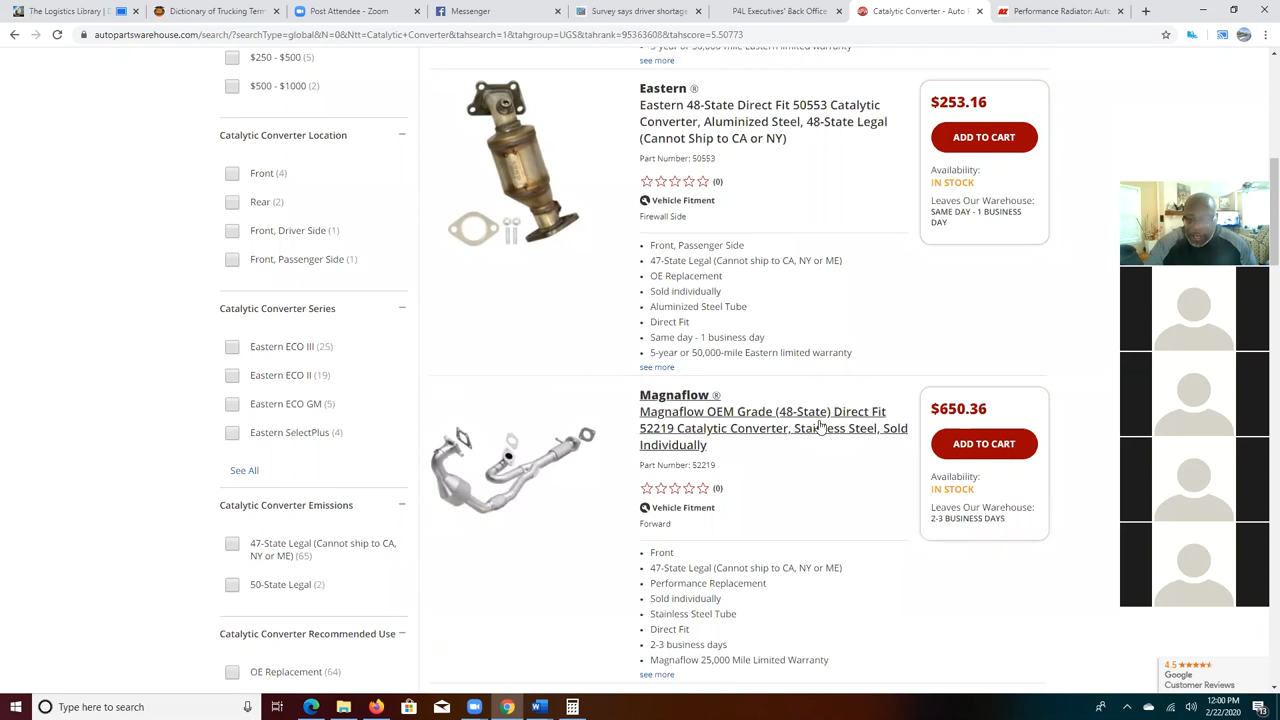 The Logistics Library (
Dictionary of Trucking Term
Post Attendee - Zoom
Messenger
Survey says driver shortage
P4L Executives' Back Office
Catalytic Converter - Auto P
Performance Radiator: Auto
autopartswarehouse.com/search/?searchType=global&N=0&Ntt=Catalytic+Converter&tahsearch=1&tahgroup=UGS&tahrank=95363608&tahscore=5.50773
$250 - $500 (5)
$500 - $1000 (2)
Catalytic Converter Location
Front (4)
Rear (2)
Front, Driver Side (1)
Front, Passenger Side (1)
Catalytic Converter Series
Eastern ECO III (25)
Eastern ECO II (19)
Eastern ECO GM (5)
Eastern SelectPlus (4)
See All
Catalytic Converter Emissions
47-State Legal (Cannot ship to CA,
NY or ME) (65)
50-State Legal (2)
Catalytic Converter Recommended Use
OE Replacement (64)
see more
Eastern ®
Eastern 48-State Direct Fit 50553 Catalytic
Converter, Aluminized Steel, 48-State Legal
(Cannot Ship to CA or NY)
Part Number: 50553
(0)
Vehicle Fitment
Firewall Side
Front, Passenger Side
47-State Legal (Cannot ship to CA, NY or ME)
OE Replacement
Sold individually
Aluminized Steel Tube
Direct Fit
Same day - 1 business day
5-year or 50,000-mile Eastern limited warranty
see more
$253.16
ADD TO CART
Availability:
IN STOCK
Leaves Our Warehouse:
SAME DAY - 1 BUSINESS
DAY
Magnaflow ®
Magnaflow OEM Grade (48-State) Direct Fit
52219 Catalytic Converter, Stainless Steel, Sold
Individually
Part Number: 52219
(0)
Vehicle Fitment
Forward
Front
47-State Legal (Cannot ship to CA, NY or ME)
Performance Replacement
Sold individually
Stainless Steel Tube
Direct Fit
2-3 business days
Magnaflow 25,000 Mile Limited Warranty
see more
$650.36
ADD TO CART
Availability:
IN STOCK
Leaves Our Warehouse:
2-3 BUSINESS DAYS
4.5
Google
Customer Reviews
Type here to search
12:00 PM
2/22/2020